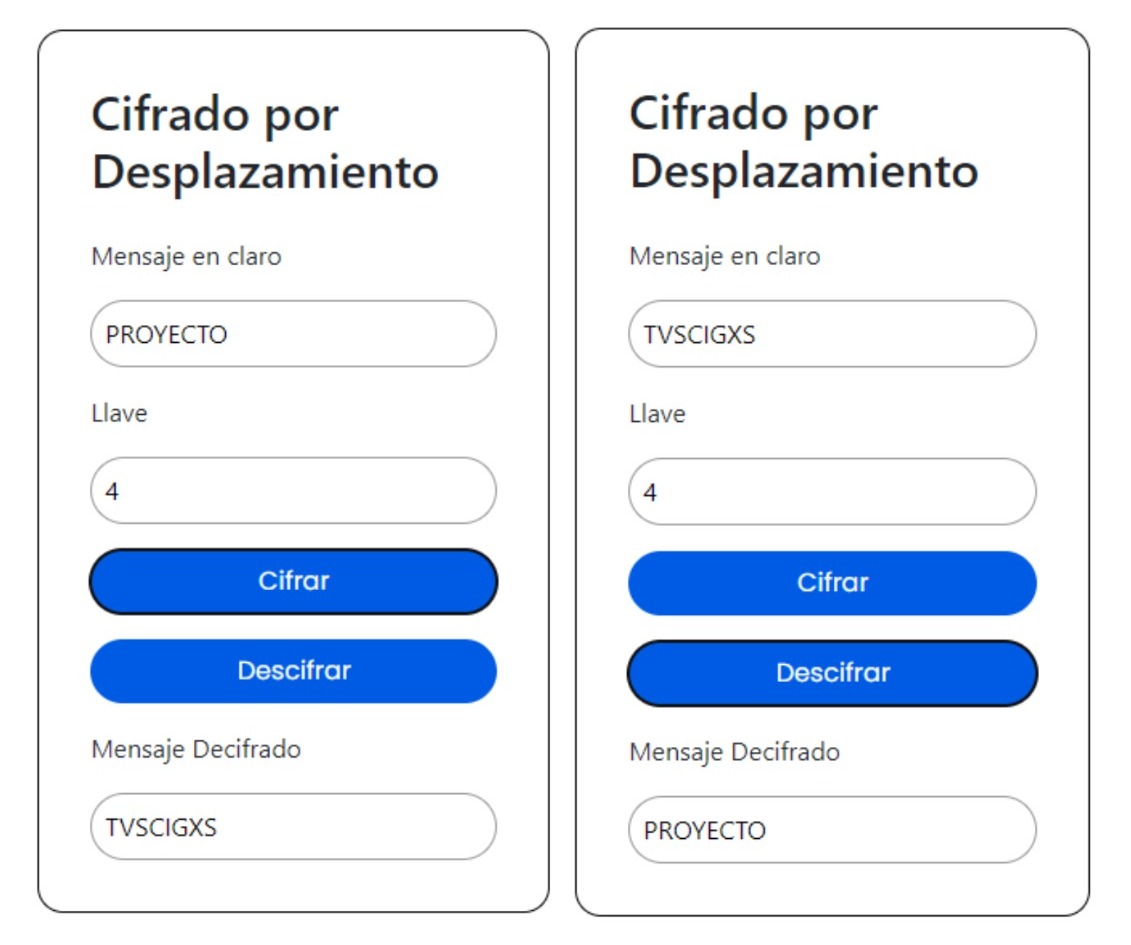 Cifrado por
Desplazamiento
Mensaje en claro
PROYECTO
Llave
4
Cifrar
Descifrar
Mensaje Decifrado
TVSCIGXS
Cifrado por
Desplazamiento
Mensaje en claro
TVSCIGXS
Llave
4
Cifrar
Descifrar
Mensaje Decifrado
PROYECTO